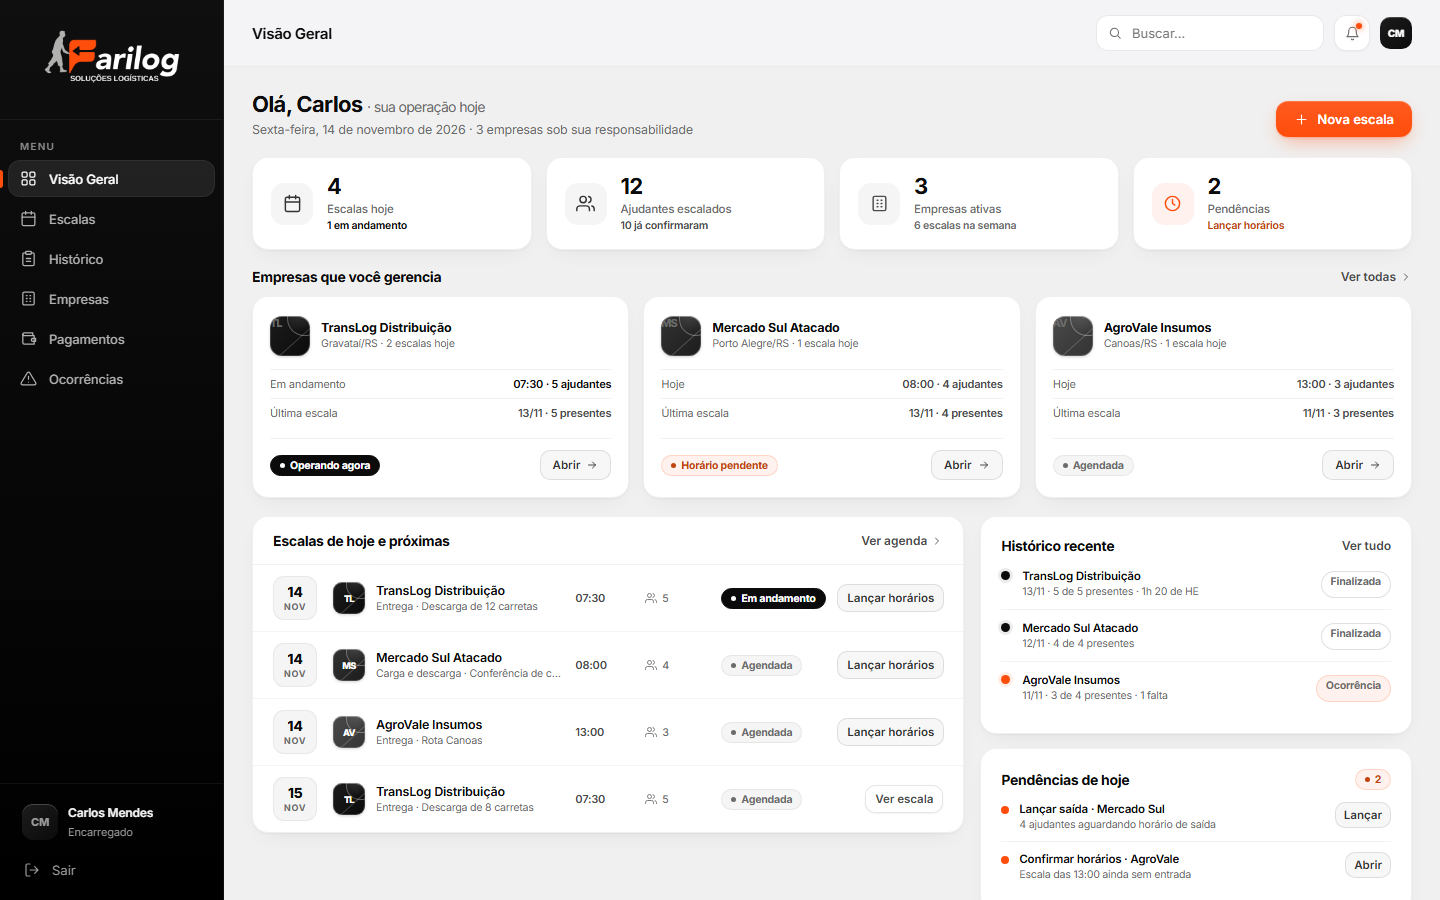 Farilog
SOLUÇÕES LOGÍSTICAS
MENU
Visão Geral
Escalas
Histórico
Empresas
Pagamentos
Ocorrências
CM
Carlos Mendes
Encarregado
Sair
Visão Geral
Buscar...
CM
Olá, Carlos · sua operação hoje
Sexta-feira, 14 de novembro de 2026 · 3 empresas sob sua responsabilidade
+ Nova escala
4
Escalas hoje
1 em andamento
12
Ajudantes escalados
10 já confirmaram
3
Empresas ativas
6 escalas na semana
2
Pendências
Lançar horários
Empresas que você gerencia
Ver todas
TL
TransLog Distribuição
Gravataí/RS · 2 escalas hoje
Em andamento
07:30 · 5 ajudantes
Última escala
13/11 · 5 presentes
Operando agora
Abrir
MS
Mercado Sul Atacado
Porto Alegre/RS · 1 escala hoje
Hoje
08:00 · 4 ajudantes
Última escala
13/11 · 4 presentes
Horário pendente
Abrir
AV
AgroVale Insumos
Canoas/RS · 1 escala hoje
Hoje
13:00 · 3 ajudantes
Última escala
11/11 · 3 presentes
Agendada
Abrir
Escalas de hoje e próximas
Ver agenda
14
NOV
TL
TransLog Distribuição
Entrega · Descarga de 12 carretas
07:30
5
Em andamento
Lançar horários
14
NOV
MS
Mercado Sul Atacado
Carga e descarga · Conferência de c...
08:00
4
Agendada
Lançar horários
14
NOV
AV
AgroVale Insumos
Entrega · Rota Canoas
13:00
3
Agendada
Lançar horários
15
NOV
TL
TransLog Distribuição
Entrega · Descarga de 8 carretas
07:30
5
Agendada
Ver escala
Histórico recente
Ver tudo
TransLog Distribuição
13/11 · 5 de 5 presentes · 1h 20 de HE
Finalizada
Mercado Sul Atacado
12/11 · 4 de 4 presentes
Finalizada
AgroVale Insumos
11/11 · 3 de 4 presentes · 1 falta
Ocorrência
Pendências de hoje
2
Lançar saída · Mercado Sul
4 ajudantes aguardando horário de saída
Lançar
Confirmar horários · AgroVale
Escala das 13:00 ainda sem entrada
Abrir